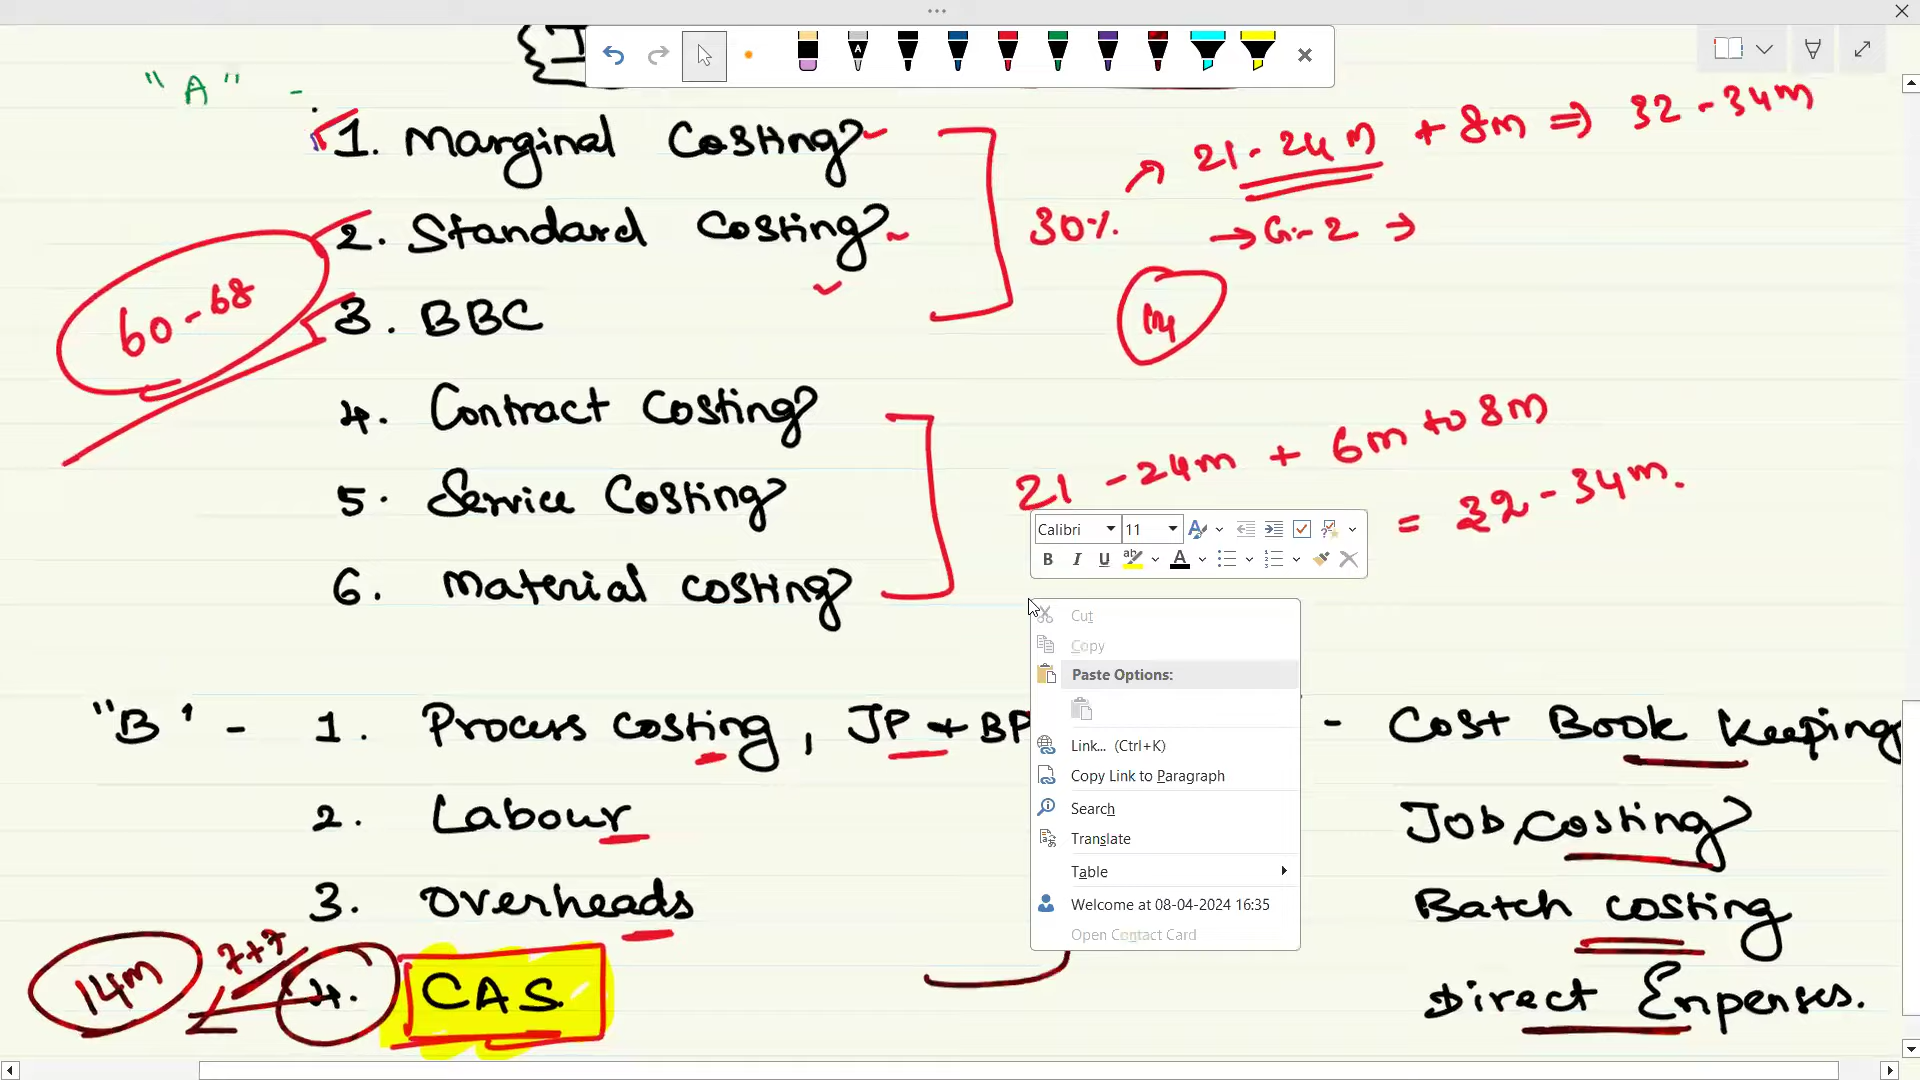 "A" -
1. Marginal Costing
21 - 24m + 8m => 32 - 34m
2. Standard Costing
30%
→ G-2 →
60-68
3. BBC
4. Contract Costing
21 - 24m + 6m to 8m
= 32 - 34m.
5. Service Costing
6. Material costing
Calibri 11
B I U A
Cut
Copy
Paste Options:
Link... (Ctrl+K)
Copy Link to Paragraph
Search
Translate
Table
Welcome at 08-04-2024 16:35
Open Contact Card
"B" - 1. Process costing, JP + BP
- Cost Book Keeping
2. Labour
Job Costing
3. Overheads
Batch costing
14m
7+7
4. CAS
Direct Expenses.